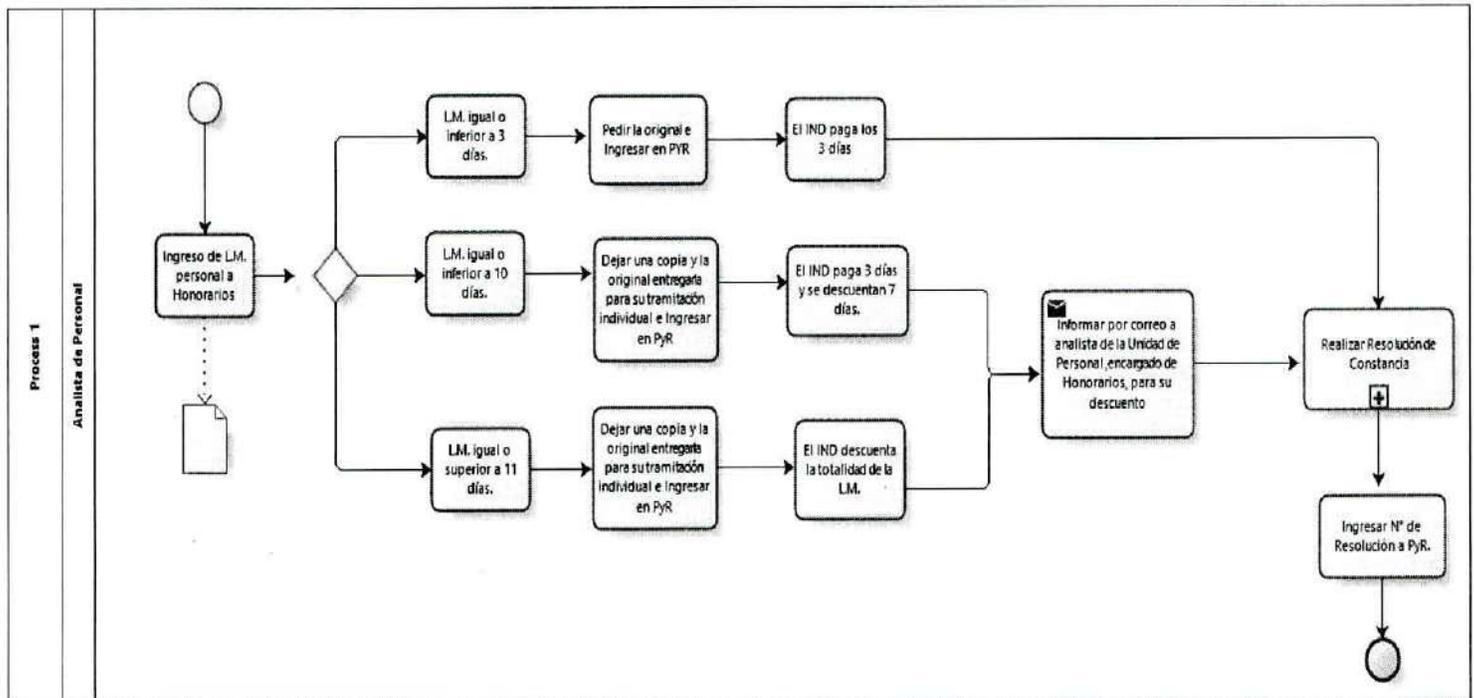 Process 1
Analista de Personal
Ingreso de L.M.
personal a
Honorarios
L.M. igual o
inferior a 3
días.
Pedir la original e
Ingresar en PYR
El IND paga los
3 días
L.M. igual o
inferior a 10
días.
Dejar una copia y la
original entregarla
para su tramitación
individual e Ingresar
en PyR
El IND paga 3 días
y se descuentan 7
días.
L.M. igual o
superior a 11
días.
Dejar una copia y la
original entregarla
para su tramitación
individual e Ingresar
en PyR
El IND descuenta
la totalidad de la
L.M.
Informar por correo a
analista de la Unidad de
Personal,encargado de
Honorarios, para su
descuento
Realizar Resolución de
Constancia
Ingresar N° de
Resolución a PyR.